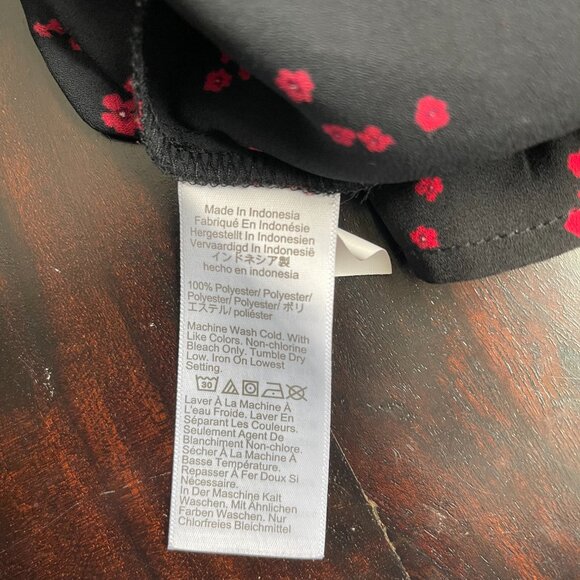 Made In Indonesia
Fabriqué En Indonésie
Hergestellt In Indonesien
Vervaardigd In Indonesië
インドネシア製
hecho en indonesia
100% Polyester/ Polyester/
Polyester/ Polyester/ ポリ
エステル/ poliéster
Machine Wash Cold. With
Like Colors. Non-chlorine
Bleach Only. Tumble Dry
Low. Iron On Lowest
Setting.
30
Laver À La Machine À
L'eau Froide. Laver En
Séparant Les Couleurs.
Seulement Agent De
Blanchiment Non-chlore.
Sécher À La Machine À
Basse Température.
Repasser À Fer Doux Si
Nécessaire.
In Der Maschine Kalt
Waschen. Mit Ähnlichen
Farben Waschen. Nur
Chlorfreies Bleichmittel